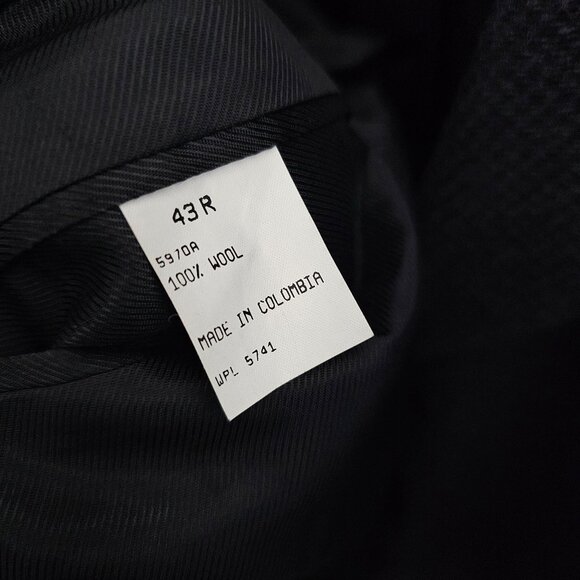 43R
5970A
100% WOOL
MADE IN COLOMBIA
WPL 5741